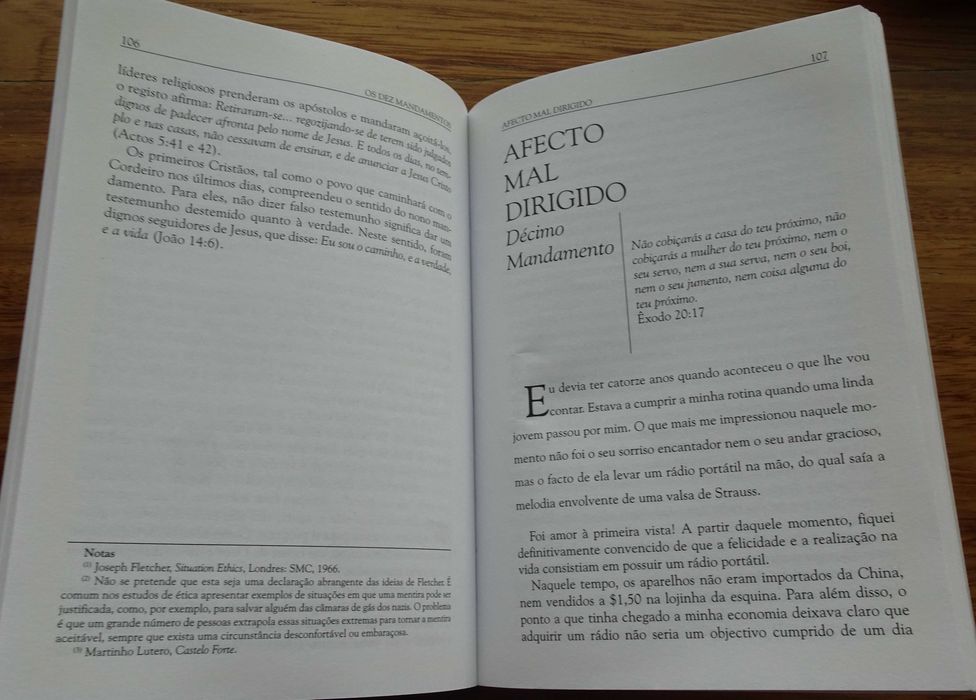 106
OS DEZ MANDAMENTOS
líderes religiosos prenderam os apóstolos e mandaram açoitá-los,
o registo afirma: Retiraram-se... regozijando-se de terem sido julgados
dignos de padecer afronta pelo nome de Jesus. E todos os dias, no tem-
plo e nas casas, não cessavam de ensinar, e de anunciar a Jesus Cristo
(Actos 5:41 e 42).
Os primeiros Cristãos, tal como o povo que caminhará com o
Cordeiro nos últimos dias, compreendeu o sentido do nono man-
damento. Para eles, não dizer falso testemunho significa dar um
testemunho destemido quanto à verdade. Neste sentido, foram
dignos seguidores de Jesus, que disse: Eu sou o caminho, e a verdade,
e a vida (João 14:6).
Notas
(1) Joseph Fletcher, Situation Ethics, Londres: SMC, 1966.
(2) Não se pretende que esta seja uma declaração abrangente das ideias de Fletcher. É
comum nos estudos de ética apresentar exemplos de situações em que uma mentira pode ser
justificada, como, por exemplo, para salvar alguém das câmaras de gás dos nazis. O problema
é que um grande número de pessoas extrapola essas situações extremas para tornar a mentira
aceitável, sempre que exista uma circunstância desconfortável ou embaraçosa.
(3) Martinho Lutero, Castelo Forte.
107
AFECTO MAL DIRIGIDO
AFECTO
MAL
DIRIGIDO
Décimo
Mandamento
Não cobiçarás a casa do teu próximo, não
cobiçarás a mulher do teu próximo, nem o
seu servo, nem a sua serva, nem o seu boi,
nem o seu jumento, nem coisa alguma do
teu próximo.
Êxodo 20:17
Eu devia ter catorze anos quando aconteceu o que lhe vou
contar. Estava a cumprir a minha rotina quando uma linda
jovem passou por mim. O que mais me impressionou naquele mo-
mento não foi o seu sorriso encantador nem o seu andar gracioso,
mas o facto de ela levar um rádio portátil na mão, do qual saía a
melodia envolvente de uma valsa de Strauss.
Foi amor à primeira vista! A partir daquele momento, fiquei
definitivamente convencido de que a felicidade e a realização na
vida consistiam em possuir um rádio portátil.
Naquele tempo, os aparelhos não eram importados da China,
nem vendidos a $1,50 na lojinha da esquina. Para além disso, o
ponto a que tinha chegado a minha economia deixava claro que
adquirir um rádio não seria um objectivo cumprido de um dia